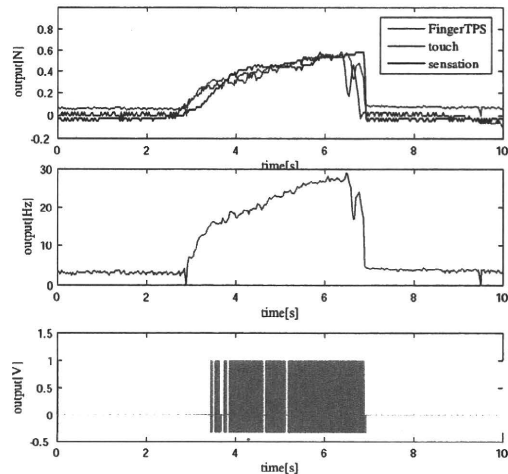 0.8
0.6
0.4
0.2
0
-0.2
output[N]
FingerTPS
touch
sensation
0 2 4 6 8 10
time[s]
30
20
10
0
output[Hz]
0 2 4 6 8 10
time[s]
1.5
1
0.5
0
-0.5
output[V]
0 2 4 6 8 10
time[s]